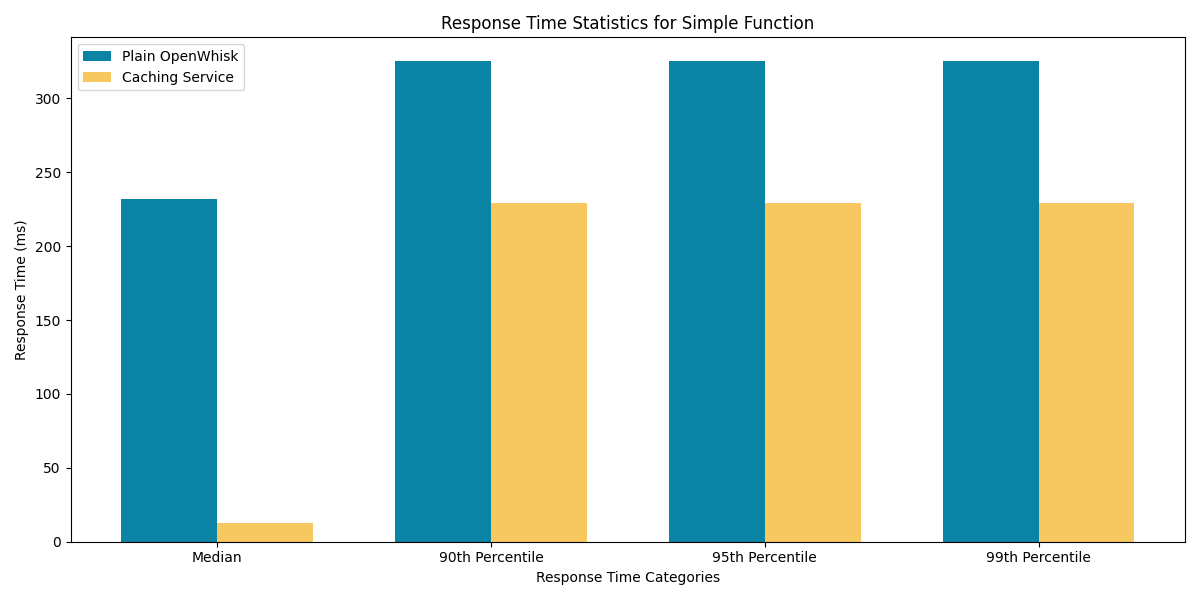 Response Time Statistics for Simple Function
Plain OpenWhisk
Caching Service
Response Time (ms)
300
250
200
150
100
50
0
Median
90th Percentile
95th Percentile
99th Percentile
Response Time Categories